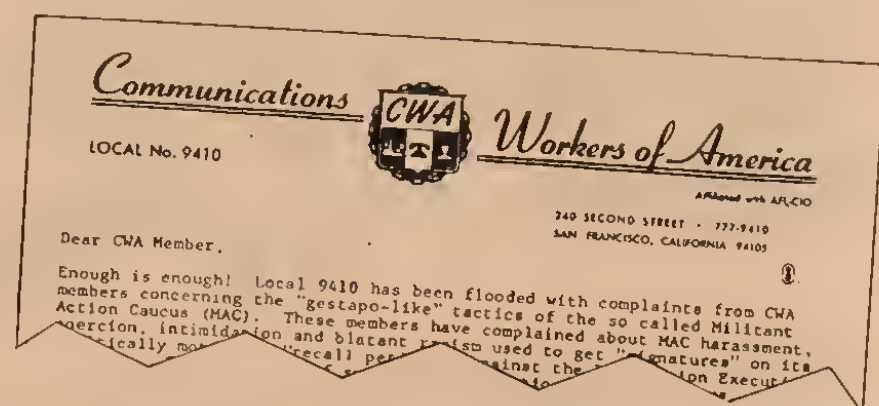 Communications CWA Workers of America
LOCAL No. 9410
Affiliated with AFL-CIO
240 SECOND STREET • 777-9410
SAN FRANCISCO, CALIFORNIA 94105
Dear CWA Member,
Enough is enough! Local 9410 has been flooded with complaints from CWA
members concerning the "gestapo-like" tactics of the so called Militant
Action Caucus (MAC). These members have complained about MAC harassment,
intimidation and blatant used to get "signatures" on its
"recall